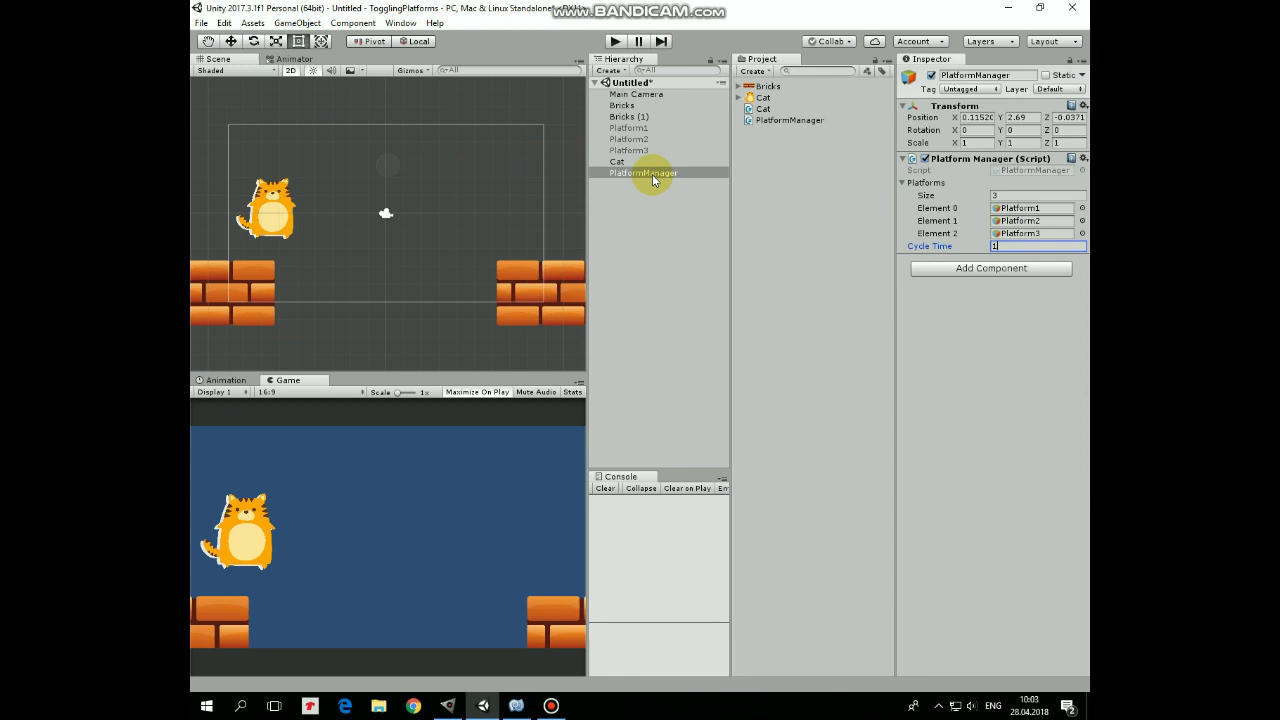 Unity 2017.3.1f1 Personal (64bit) - Untitled - TogglingPlatforms - PC, Mac & Linux Standalone
www.BANDICAM.com
File Edit Assets GameObject Component Window Help
Pivot Local Collab Account Layers Layout
Scene Animator
Shaded 2D Gizmos All
Hierarchy
Create All
Untitled*
Main Camera
Bricks
Bricks (1)
Platform1
Platform2
Platform3
Cat
PlatformManager
Project
Create
Bricks
Cat
Cat
PlatformManager
Inspector
PlatformManager Static
Tag Untagged Layer Default
Transform
Position X 0.11520 Y 2.69 Z -0.0371
Rotation X 0 Y 0 Z 0
Scale X 1 Y 1 Z 1
Platform Manager (Script)
Script PlatformManager
Platforms
Size 3
Element 0 Platform1
Element 1 Platform2
Element 2 Platform3
Cycle Time 1
Add Component
Animation Game
Display 1 16:9 Scale 1x Maximize On Play Mute Audio Stats
Console
Clear Collapse Clear on Play
ENG
10:03
28.04.2018
2